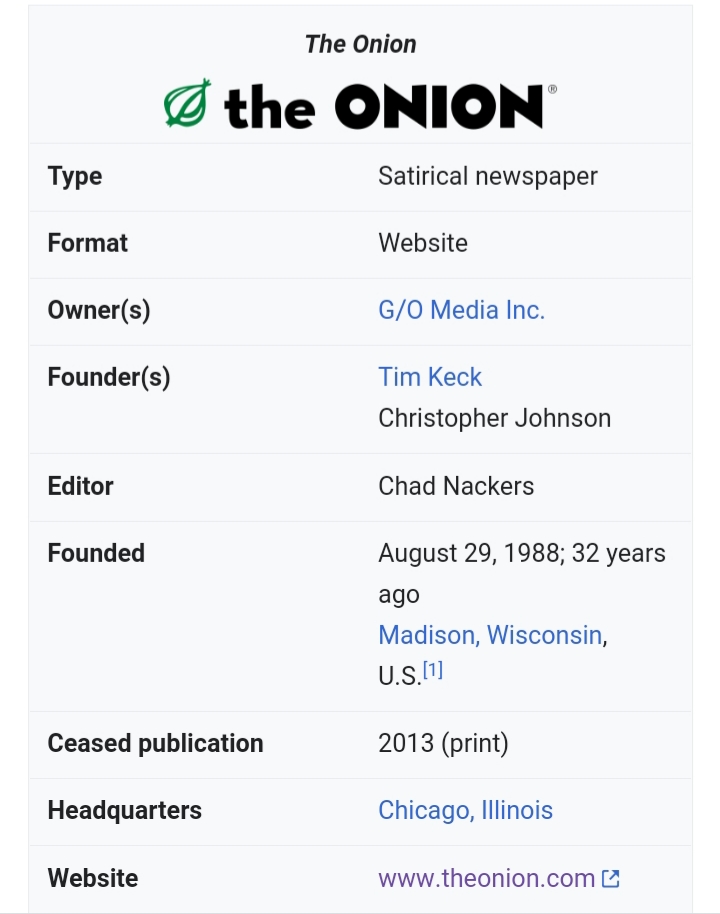 The Onion
the ONION®
Type Satirical newspaper
Format Website
Owner(s) G/O Media Inc.
Founder(s) Tim Keck
Christopher Johnson
Editor Chad Nackers
Founded August 29, 1988; 32 years
ago
Madison, Wisconsin,
U.S.[1]
Ceased publication 2013 (print)
Headquarters Chicago, Illinois
Website www.theonion.com